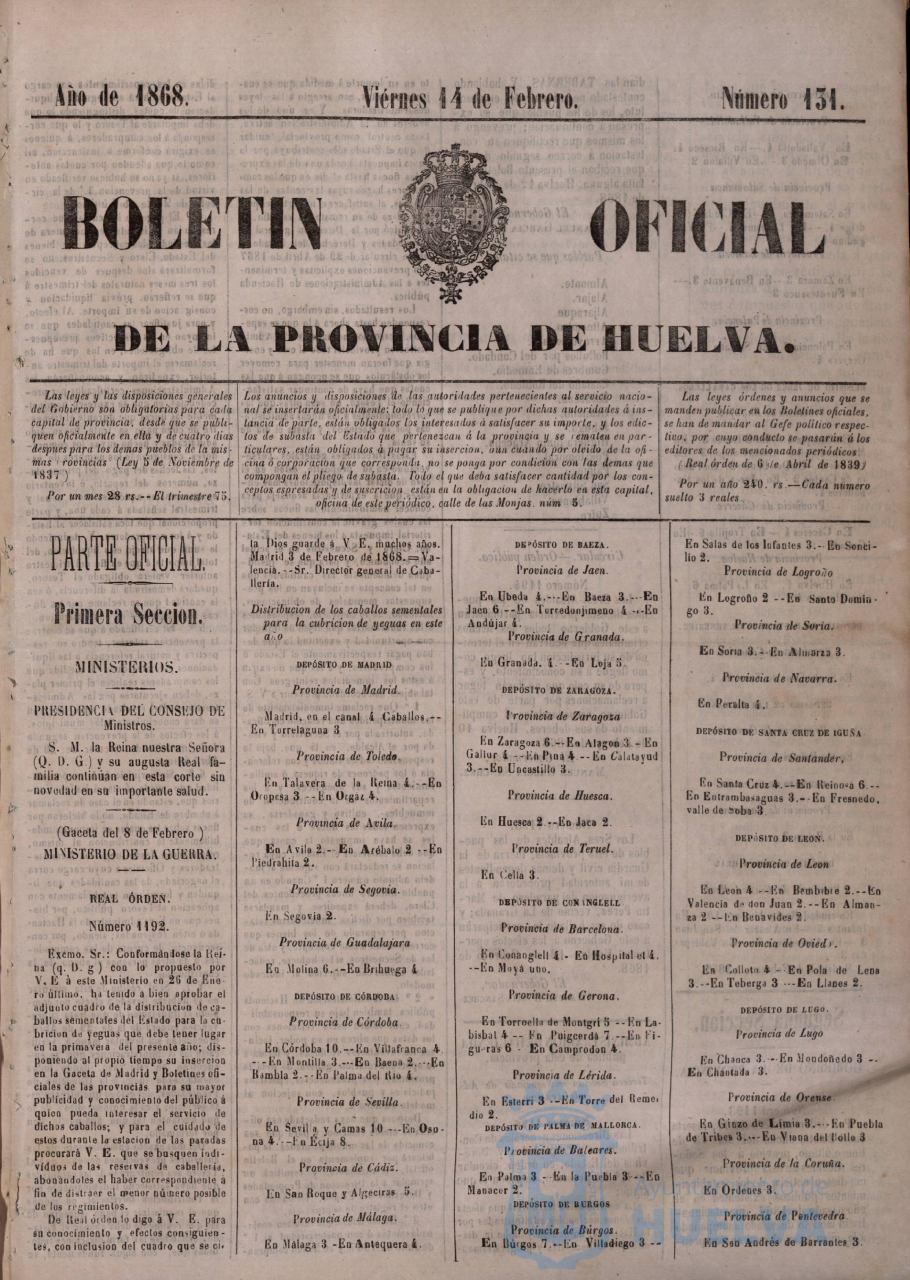 Año de 1868.
Viérnes 14 de Febrero.
Número 131.
BOLETIN OFICIAL
DE LA PROVINCIA DE HUELVA.
Las leyes y las disposiciones generales
del Gobierno son obligatorias para cada
capital de provincia, desde que se publi-
quen oficialmente en ella y de cuatro dias
despues para los demas pueblos de la mis-
mas rovincias (Ley 5 de Noviembre de
1837)
Por un mes 28 rs.--El trimestre 75.
Los anuncios y disposiciones de las autoridades pertenecientes al servicio nacio-
nal se insertarán oficialmente; todo lo que se publique por dichas autoridades á ins-
tancia de parte, están obligados los interesados á satisfacer su importe, y los edic-
tos de subasta del Estado que pertenezcan á la provincia y se rematen en par-
ticulares, están obligados á pagar su insercion, aun cuando por olvido de la ofi-
cina ó corporacion que corresponda, no se ponga por condicion con las demas que
compongan el pliego de subasta. Todo el que deba satisfacer cantidad por los con-
ceptos espresados y de suscricion, están en la obligacion de hacerlo en esta capital,
oficina de este periódico, calle de las Monjas, núm 5.
Las leyes órdenes y anuncios que se
manden publicar en los Boletines oficiales,
se han de mandar al Gefe político respec-
tivo, por cuyo conducto se pasarán á los
editores de los mencionados periódicos
(Real órden de 6 de Abril de 1839)
Por un año 240. rs.—Cada número
suelto 3 reales.
PARTE OFICIAL.
Primera Seccion.
MINISTERIOS.
PRESIDENCIA DEL CONSEJO DE
Ministros.
S. M. la Reina nuestra Señora
(Q. D. G) y su augusta Real fa-
milia continúan en esta corte sin
novedad en su importante salud.
(Gaceta del 8 de Febrero)
MINISTERIO DE LA GUERRA.
REAL ÓRDEN.
Número 1192.
Excmo. Sr.: Conformándose la Rei-
na (q. D. g) con lo propuesto por
V. E á este Ministerio en 26 de Ene-
ro último, ha tenido á bien aprobar el
adjunto cuadro de la distribucion de ca-
ballos sementales del Estado para la cu-
bricion de yeguas que debe tener lugar
en la primavera del presente año; dis-
poniendo al propio tiempo su insercion
en la Gaceta de Madrid y Boletines ofi-
ciales de las provincias para su mayor
publicidad y conocimiento del público á
quien pueda interesar el servicio de
dichos caballos; y para el cuidado de
estos durante la estacion de las paradas
procurará V. E. que se busquen indi-
víduos de las reservas de caballería,
abonándoles el haber correspondiente á
fin de distraer el menor número posible
de los regimientos.
De Real órden lo digo á V. E. para
su conocimiento y efectos consiguien-
tes, con inclusion del cuadro que se ci-
ta Dios guarde á V. E. muchos años.
Madrid 3 de Febrero de 1868.=Va-
lencia.--Sr. Director general de Caba-
llería.
Distribucion de los caballos sementales
para la cubricion de yeguas en este
año
DEPÓSITO DE MADRID
Provincia de Madrid.
Madrid, en el canal 4 Caballos.--
En Torrelaguna 3
Provincia de Toledo
En Talavera de la Reina 4.--En
Oropesa 3 --En Orgaz 4.
Provincia de Avila.
En Avila 2.- En Arébalo 2 --En
Piedrahita 2.
Provincia de Segovia.
En Segovia 2.
Provincia de Guadalajara
En Molina 6.--En Brihuega 4
DEPÓSITO DE CÓRDOBA
Provincia de Córdoba.
En Córdoba 10.--En Villafranca 4.
-- En Montilla 3.---En Baena 2.--En
Rambla 2.--En Palma del Rio 4.
Provincia de Sevilla.
En Sevilla y Camas 10 ---En Osu-
na 4.--En Ecija 8.
Provincia de Cádiz.
En San Roque y Algeciras 5.
Provincia de Málaga.
En Málaga 3 -En Antequera 4.
DEPÓSITO DE BAEZA.
Provincia de Jaen.
En Ubeda 4.---En Baeza 3.--En
Jaen 6 --En Torredonjimeno 4 --En
Andújar 4.
Provincia de Granada.
En Granada. 4. -En Loja 5.
DEPÓSITO DE ZARAGOZA.
Provincia de Zaragoza
En Zaragoza 6.--En Alagon 3 - En
Gallur 4 --En Pina 4 --En Calatayud
3.--En Uncastillo 3.
Provincia de Huesca.
En Huesca 2 --En Jaca 2.
Provincia de Teruel.
En Cella 3.
DEPÓSITO DE CON INGLELL
Provincia de Barcelona.
En Conanglell 4.- En Hospital et 4.
--En Moyá uno.
Provincia de Gerona.
En Torroella de Montgrí 5 --En La-
bisbal 4 -- En Puigcerdá 7.--En Fi-
gueras 6 - En Camprodon 4.
Provincia de Lérida.
En Esterri 3 --En Torre del Reme-
dio 2.
DEPÓSITO DE PALMA DE MALLORCA.
Provincia de Baleares.
En Palma 3 - En la Puebla 3 --En
Manacor 2.
DEPÓSITO DE BURGOS
Provincia de Búrgos.
En Búrgos 7.--En Villadiego 3 --
En Salas de los Infantes 3.--En Sonci-
llo 2.
Provincia de Logroño
En Logroño 2 --En Santo Domin-
go 3.
Provincia de Soria.
En Soria 3.-En Almarza 3.
Provincia de Navarra.
En Peralta 4.
DEPÓSITO DE SANTA CRUZ DE IGUÑA
Provincia de Santander.
En Santa Cruz 4.--En Reinosa 6 --
En Entrambasaguas 3.--En Fresnedo,
valle de Soba 3
DEPÓSITO DE LEON.
Provincia de Leon
En Leon 4 --En Bembibre 2.--En
Valencia de don Juan 2.--En Alman-
za 2 --En Benavides 2.
Provincia de Oviedo.
En Colloto 4 -En Pola de Lena
3.--En Teberga 3 ---En Llanes 2.
DEPÓSITO DE LUGO.
Provincia de Lugo
En Chanca 3.--En Mondoñedo 3 --
En Chantada 3.
Provincia de Orense.
En Ginzo de Limia 3.--En Puebla
de Tribes 3.---En Viana del Bollo 3
Provincia de la Coruña.
En Ordenes 3.
Provincia de Pontevedra
En San Andrés de Barrantes 3.
Ayuntamiento de
HUELVA